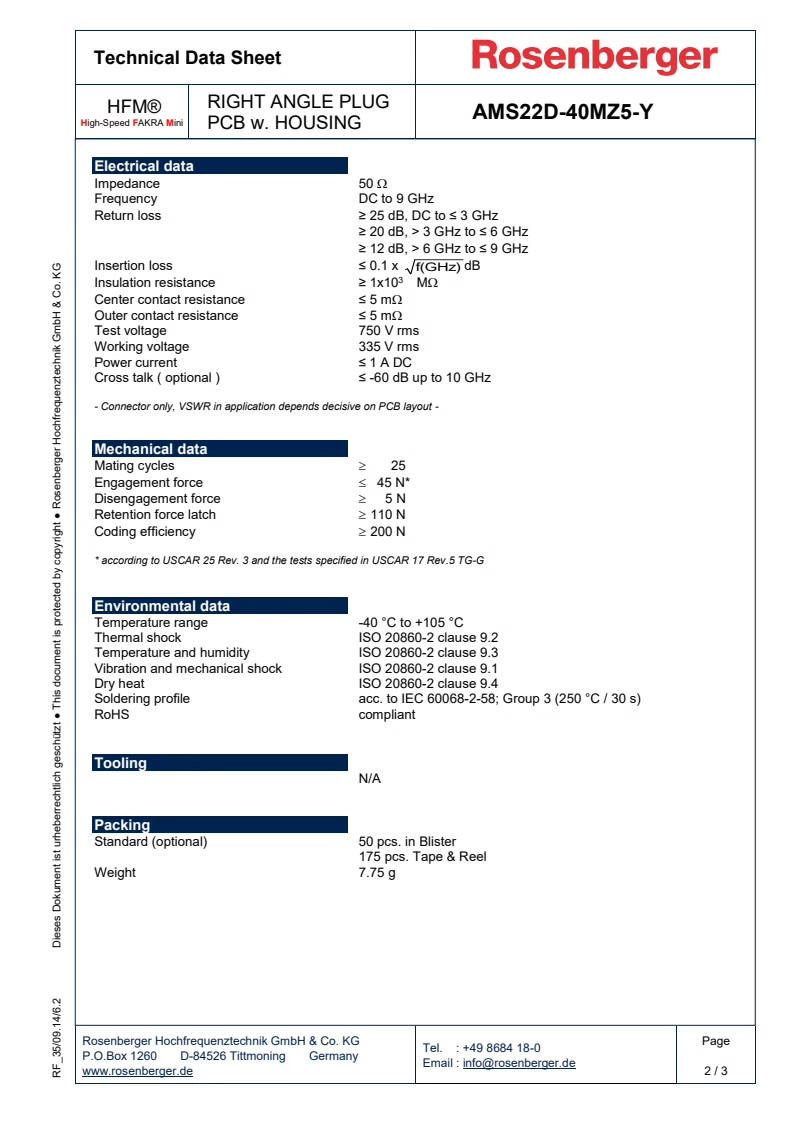 Technical Data Sheet
Rosenberger
HFM®
High-Speed FAKRA Mini
RIGHT ANGLE PLUG
PCB w. HOUSING
AMS22D-40MZ5-Y
Electrical data
Impedance 50 Ω
Frequency DC to 9 GHz
Return loss ≥ 25 dB, DC to ≤ 3 GHz
≥ 20 dB, > 3 GHz to ≤ 6 GHz
≥ 12 dB, > 6 GHz to ≤ 9 GHz
Insertion loss ≤ 0.1 x √f(GHz) dB
Insulation resistance ≥ 1x10³ MΩ
Center contact resistance ≤ 5 mΩ
Outer contact resistance ≤ 5 mΩ
Test voltage 750 V rms
Working voltage 335 V rms
Power current ≤ 1 A DC
Cross talk ( optional ) ≤ -60 dB up to 10 GHz
- Connector only, VSWR in application depends decisive on PCB layout -
Mechanical data
Mating cycles ≥ 25
Engagement force ≤ 45 N*
Disengagement force ≥ 5 N
Retention force latch ≥ 110 N
Coding efficiency ≥ 200 N
* according to USCAR 25 Rev. 3 and the tests specified in USCAR 17 Rev.5 TG-G
Environmental data
Temperature range -40 °C to +105 °C
Thermal shock ISO 20860-2 clause 9.2
Temperature and humidity ISO 20860-2 clause 9.3
Vibration and mechanical shock ISO 20860-2 clause 9.1
Dry heat ISO 20860-2 clause 9.4
Soldering profile acc. to IEC 60068-2-58; Group 3 (250 °C / 30 s)
RoHS compliant
Tooling
N/A
Packing
Standard (optional) 50 pcs. in Blister
175 pcs. Tape & Reel
Weight 7.75 g
RF_35/09.14/6.2 Dieses Dokument ist urheberrechtlich geschützt ● This document is protected by copyright ● Rosenberger Hochfrequenztechnik GmbH & Co. KG
Rosenberger Hochfrequenztechnik GmbH & Co. KG
P.O.Box 1260 D-84526 Tittmoning Germany
www.rosenberger.de
Tel. : +49 8684 18-0
Email : info@rosenberger.de
Page
2 / 3